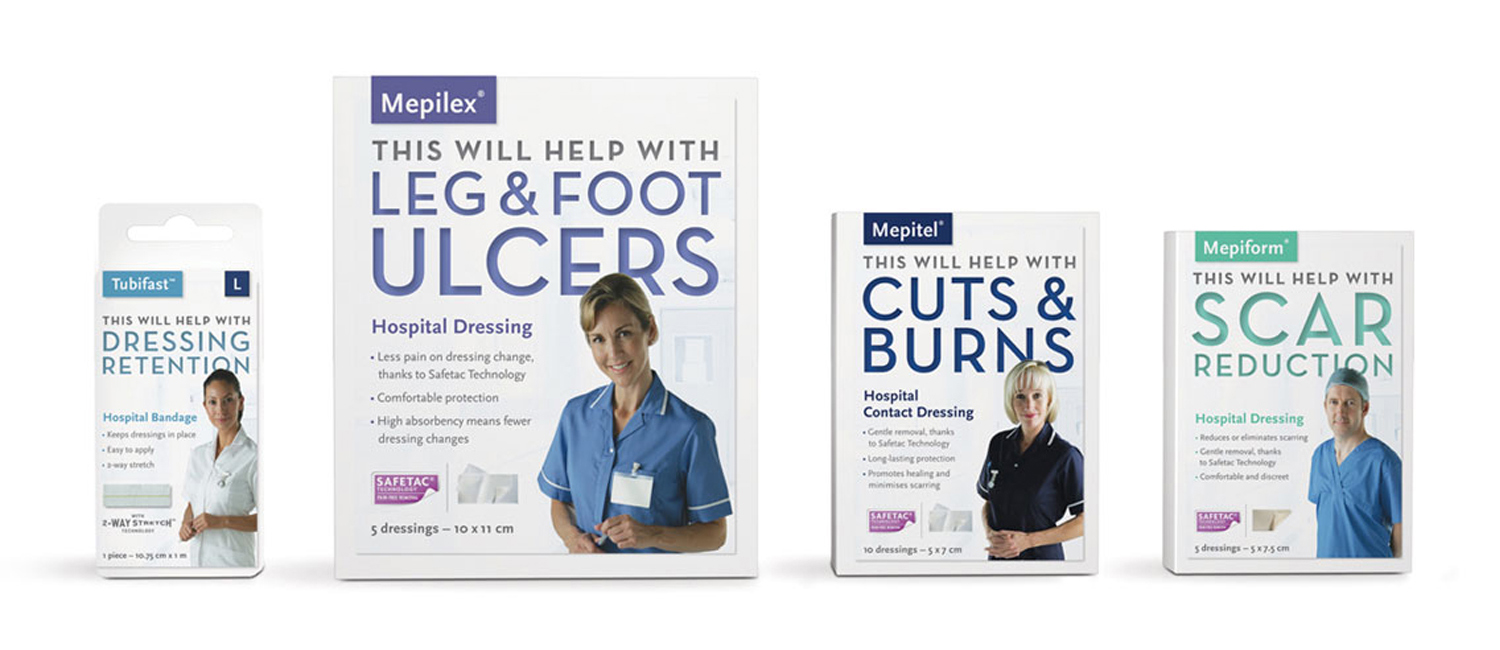 Tubifast™
L
THIS WILL HELP WITH
DRESSING
RETENTION
Hospital Bandage
• Keeps dressings in place
• Easy to apply
• 2-way stretch
WITH
2-WAY STRETCH™
TECHNOLOGY
1 piece – 10.75 cm x 1 m
Mepilex®
THIS WILL HELP WITH
LEG & FOOT
ULCERS
Hospital Dressing
• Less pain on dressing change,
thanks to Safetac Technology
• Comfortable protection
• High absorbency means fewer
dressing changes
SAFETAC®
TECHNOLOGY
5 dressings – 10 x 11 cm
Mepitel®
THIS WILL HELP WITH
CUTS &
BURNS
Hospital
Contact Dressing
• Gentle removal, thanks
to Safetac Technology
• Long-lasting protection
• Promotes healing and
minimises scarring
SAFETAC®
TECHNOLOGY
10 dressings – 5 x 7 cm
Mepiform®
THIS WILL HELP WITH
SCAR
REDUCTION
Hospital Dressing
• Reduces or eliminates scarring
• Gentle removal, thanks
to Safetac Technology
• Comfortable and discreet
SAFETAC®
TECHNOLOGY
5 dressings – 5 x 7.5 cm